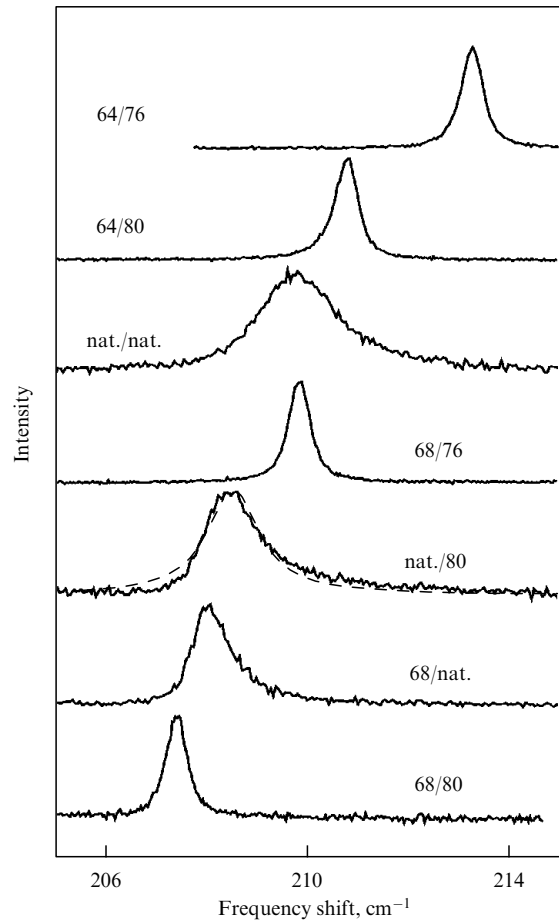 64/76
64/80
nat./nat.
Intensity
68/76
nat./80
68/nat.
68/80
206 210 214
Frequency shift, cm⁻¹